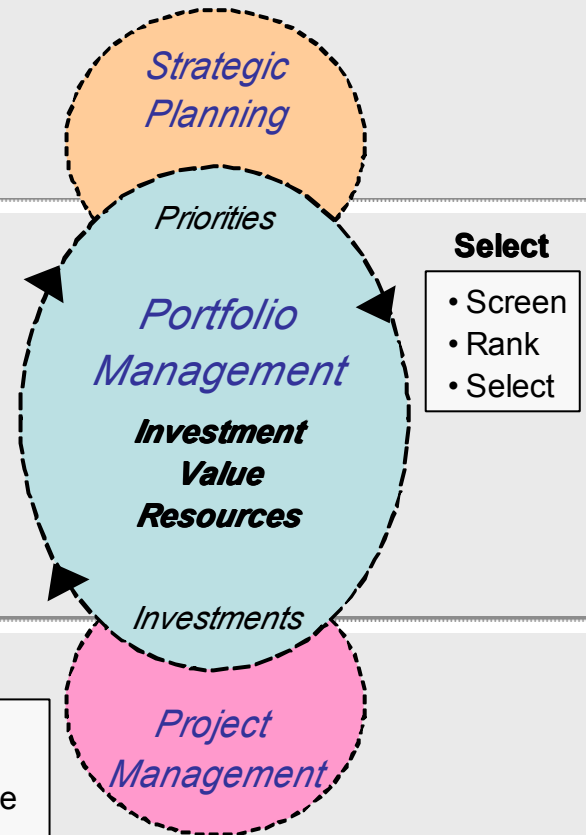 Strategic
Planning
Priorities
Select
• Screen
• Rank
• Select
Portfolio
Management
Investment
Value
Resources
Investments
Project
Management